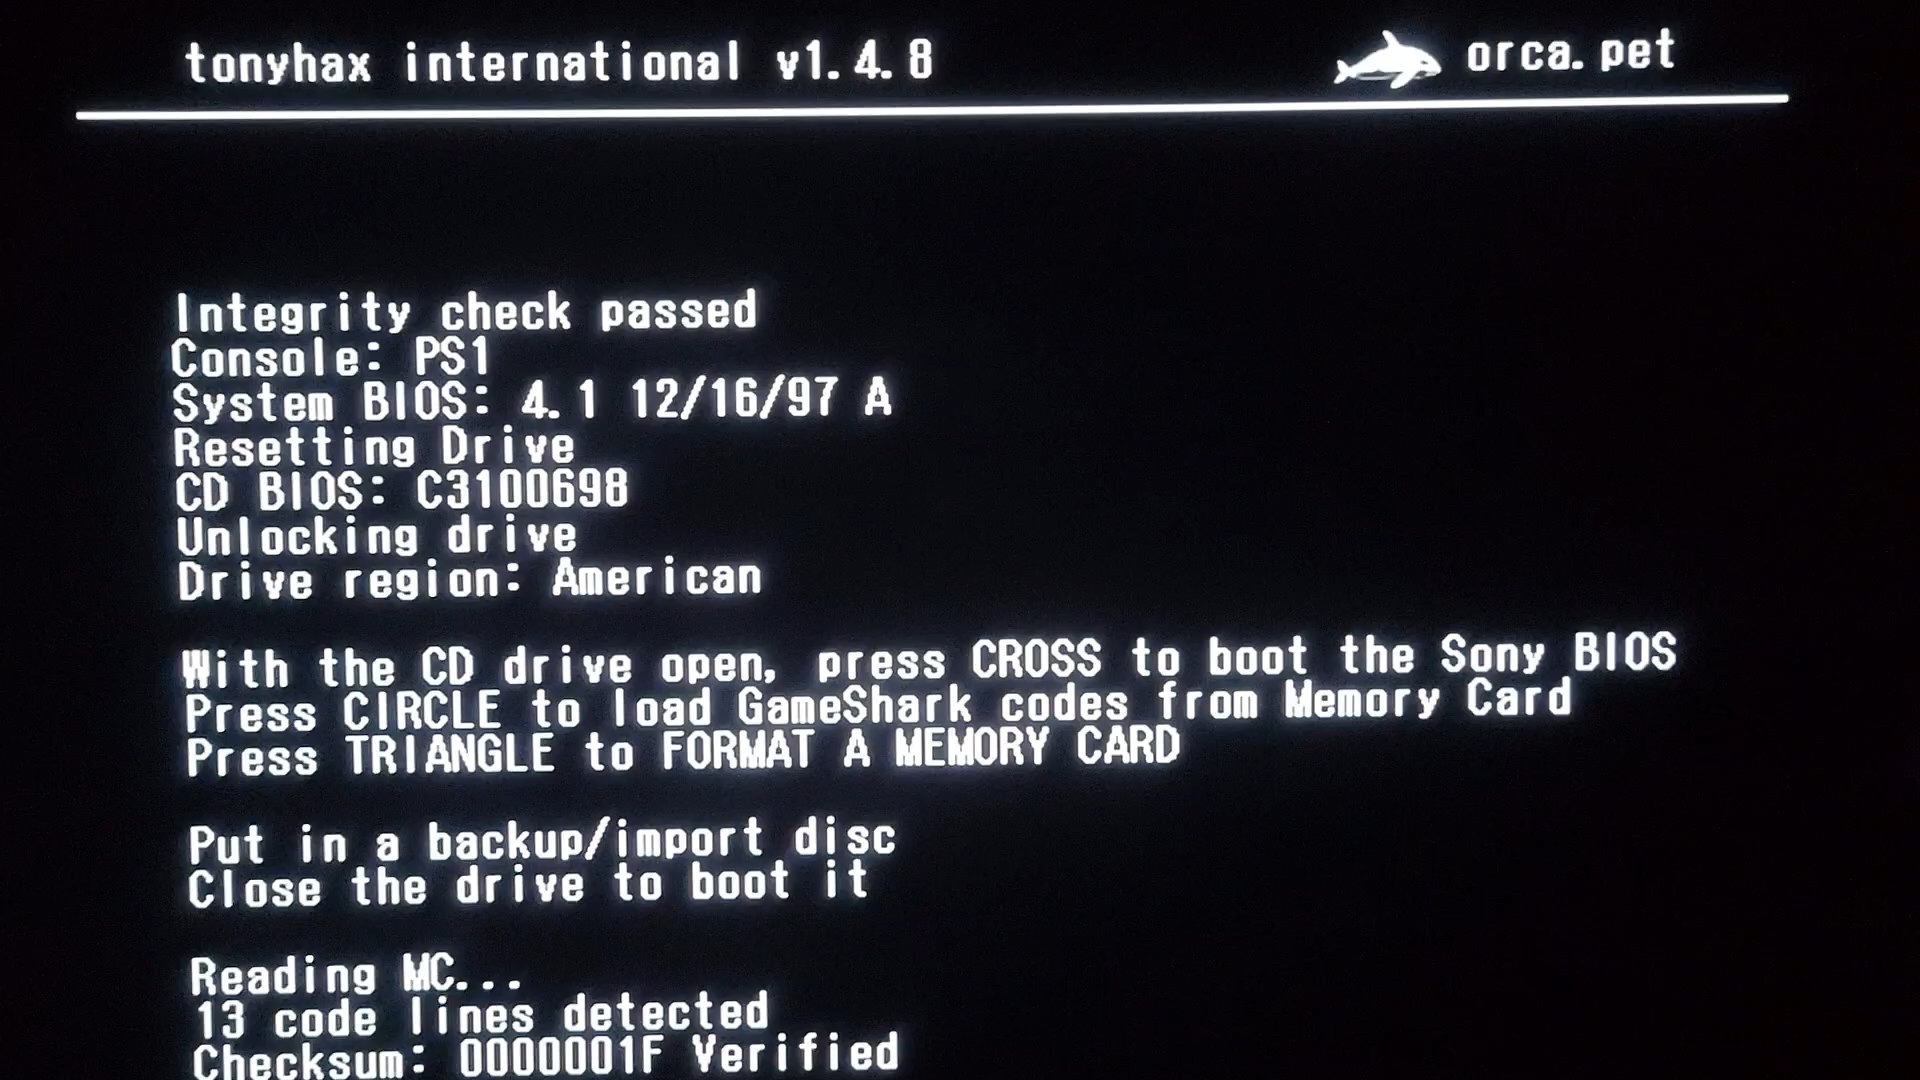 tonyhax international v1.4.8
orca.pet
Integrity check passed
Console: PS1
System BIOS: 4.1 12/16/97 A
Resetting Drive
CD BIOS: C3100698
Unlocking drive
Drive region: American
With the CD drive open, press CROSS to boot the Sony BIOS
Press CIRCLE to load GameShark codes from Memory Card
Press TRIANGLE to FORMAT A MEMORY CARD
Put in a backup/import disc
Close the drive to boot it
Reading MC...
13 code lines detected
Checksum: 0000001F Verified